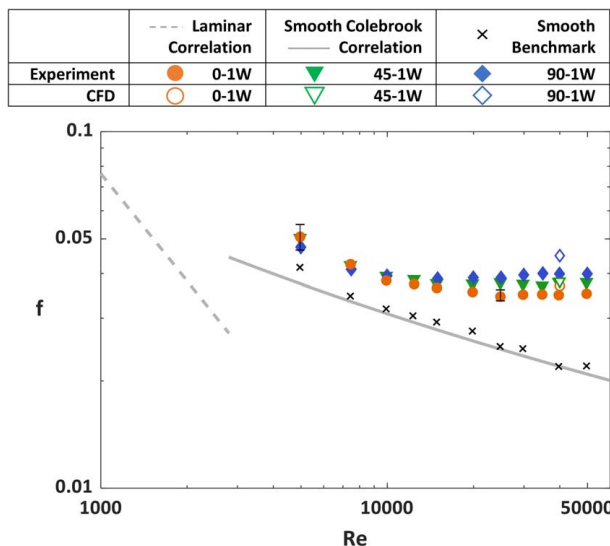 Laminar Smooth Colebrook Smooth
Correlation Correlation Benchmark
Experiment 0-1W 45-1W 90-1W
CFD 0-1W 45-1W 90-1W
0.1
0.05
f
0.01
1000 10000 50000
Re